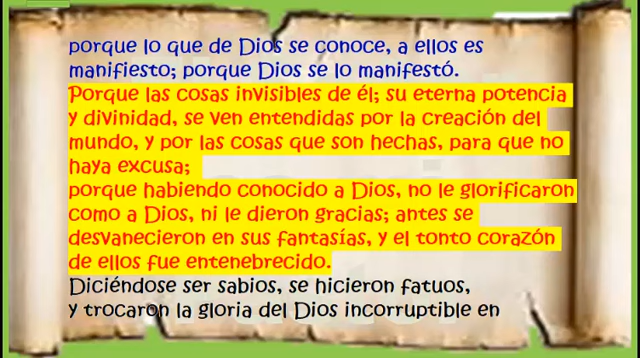 porque lo que de Dios se conoce, a ellos es
manifiesto; porque Dios se lo manifestó.
Porque las cosas invisibles de él; su eterna potencia
y divinidad, se ven entendidas por la creación del
mundo, y por las cosas que son hechas, para que no
haya excusa;
porque habiendo conocido a Dios, no le glorificaron
como a Dios, ni le dieron gracias; antes se
desvanecieron en sus fantasías, y el tonto corazón
de ellos fue entenebrecido.
Diciéndose ser sabios, se hicieron fatuos,
y trocaron la gloria del Dios incorruptible en